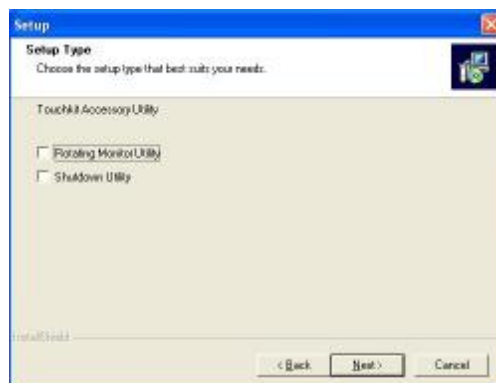 Setup
Setup Type
Choose the setup type that best suits your needs.
Touchkit Accessory Utility
Rotating Monitor Utility
Shutdown Utility
InstallShield
< Back
Next >
Cancel